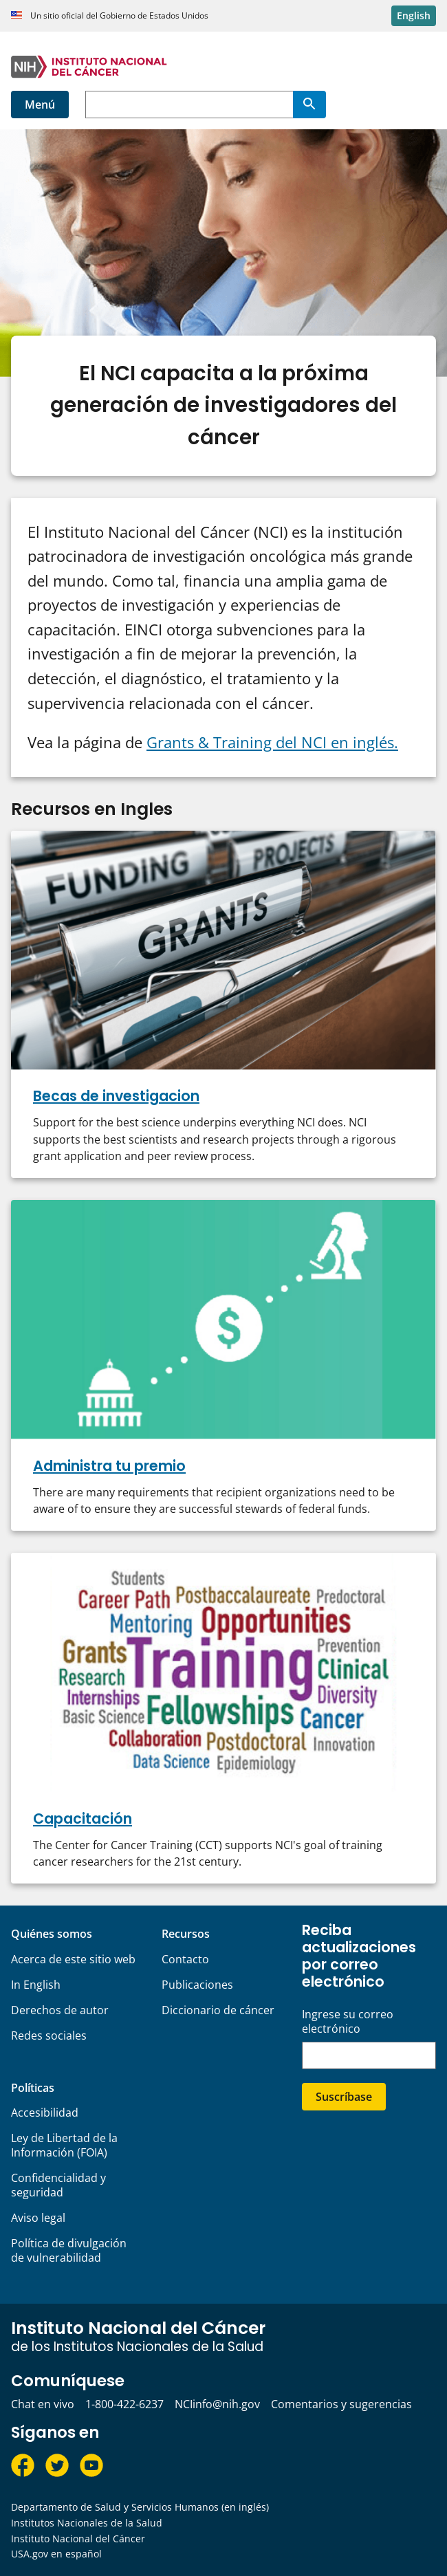 Un sitio oficial del Gobierno de Estados Unidos
English
NIH
INSTITUTO NACIONAL
DEL CÁNCER
Menú
El NCI capacita a la próxima
generación de investigadores del
cáncer
El Instituto Nacional del Cáncer (NCI) es la institución
patrocinadora de investigación oncológica más grande
del mundo. Como tal, financia una amplia gama de
proyectos de investigación y experiencias de
capacitación. EINCI otorga subvenciones para la
investigación a fin de mejorar la prevención, la
detección, el diagnóstico, el tratamiento y la
supervivencia relacionada con el cáncer.
Vea la página de Grants & Training del NCI en inglés.
Recursos en Ingles
FUNDING
PROJECTS
GRANTS
Becas de investigacion
Support for the best science underpins everything NCI does. NCI
supports the best scientists and research projects through a rigorous
grant application and peer review process.
$
Administra tu premio
There are many requirements that recipient organizations need to be
aware of to ensure they are successful stewards of federal funds.
Students
Career Path
Postbaccalaureate
Predoctoral
Mentoring
Opportunities
Grants
Training
Prevention
Clinical
Research
Internships
Diversity
Basic Science
Fellowships
Cancer
Collaboration
Postdoctoral
Innovation
Data Science
Epidemiology
Capacitación
The Center for Cancer Training (CCT) supports NCI's goal of training
cancer researchers for the 21st century.
Quiénes somos
Acerca de este sitio web
In English
Derechos de autor
Redes sociales
Recursos
Contacto
Publicaciones
Diccionario de cáncer
Reciba
actualizaciones
por correo
electrónico
Ingrese su correo
electrónico
Suscríbase
Políticas
Accesibilidad
Ley de Libertad de la
Información (FOIA)
Confidencialidad y
seguridad
Aviso legal
Política de divulgación
de vulnerabilidad
Instituto Nacional del Cáncer
de los Institutos Nacionales de la Salud
Comuníquese
Chat en vivo 1-800-422-6237 NCIinfo@nih.gov Comentarios y sugerencias
Síganos en
Departamento de Salud y Servicios Humanos (en inglés)
Institutos Nacionales de la Salud
Instituto Nacional del Cáncer
USA.gov en español